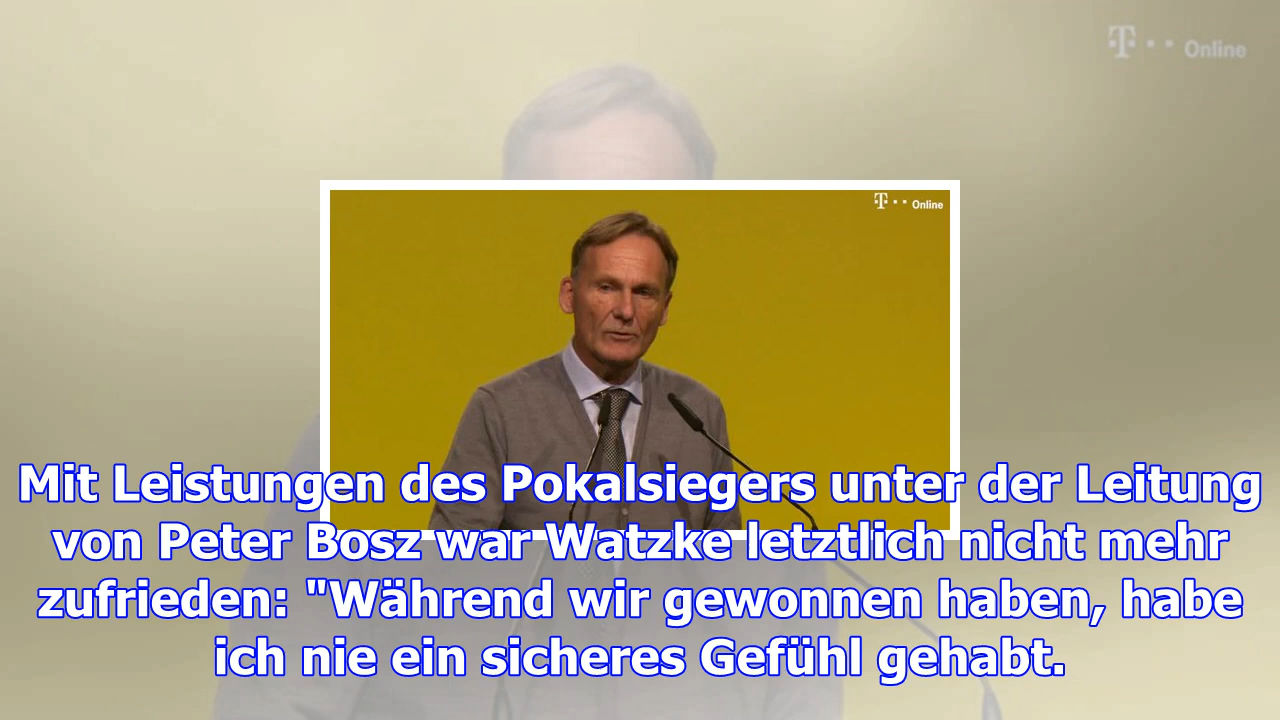 T · · Online
T · · Online
Mit Leistungen des Pokalsiegers unter der Leitung
von Peter Bosz war Watzke letztlich nicht mehr
zufrieden: "Während wir gewonnen haben, habe
ich nie ein sicheres Gefühl gehabt.